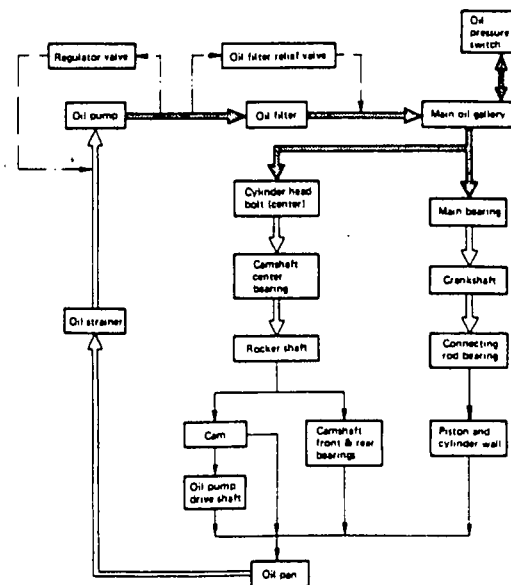 Oil
pressure
switch
Regulator valve
Oil filter relief valve
Oil pump
Oil filter
Main oil gallery
Cylinder head
bolt (center)
Main bearing
Camshaft
center
bearing
Crankshaft
Oil strainer
Rocker shaft
Connecting
rod bearing
Cam
Camshaft
front & rear
bearings
Piston and
cylinder wall
Oil pump
drive shaft
Oil pan